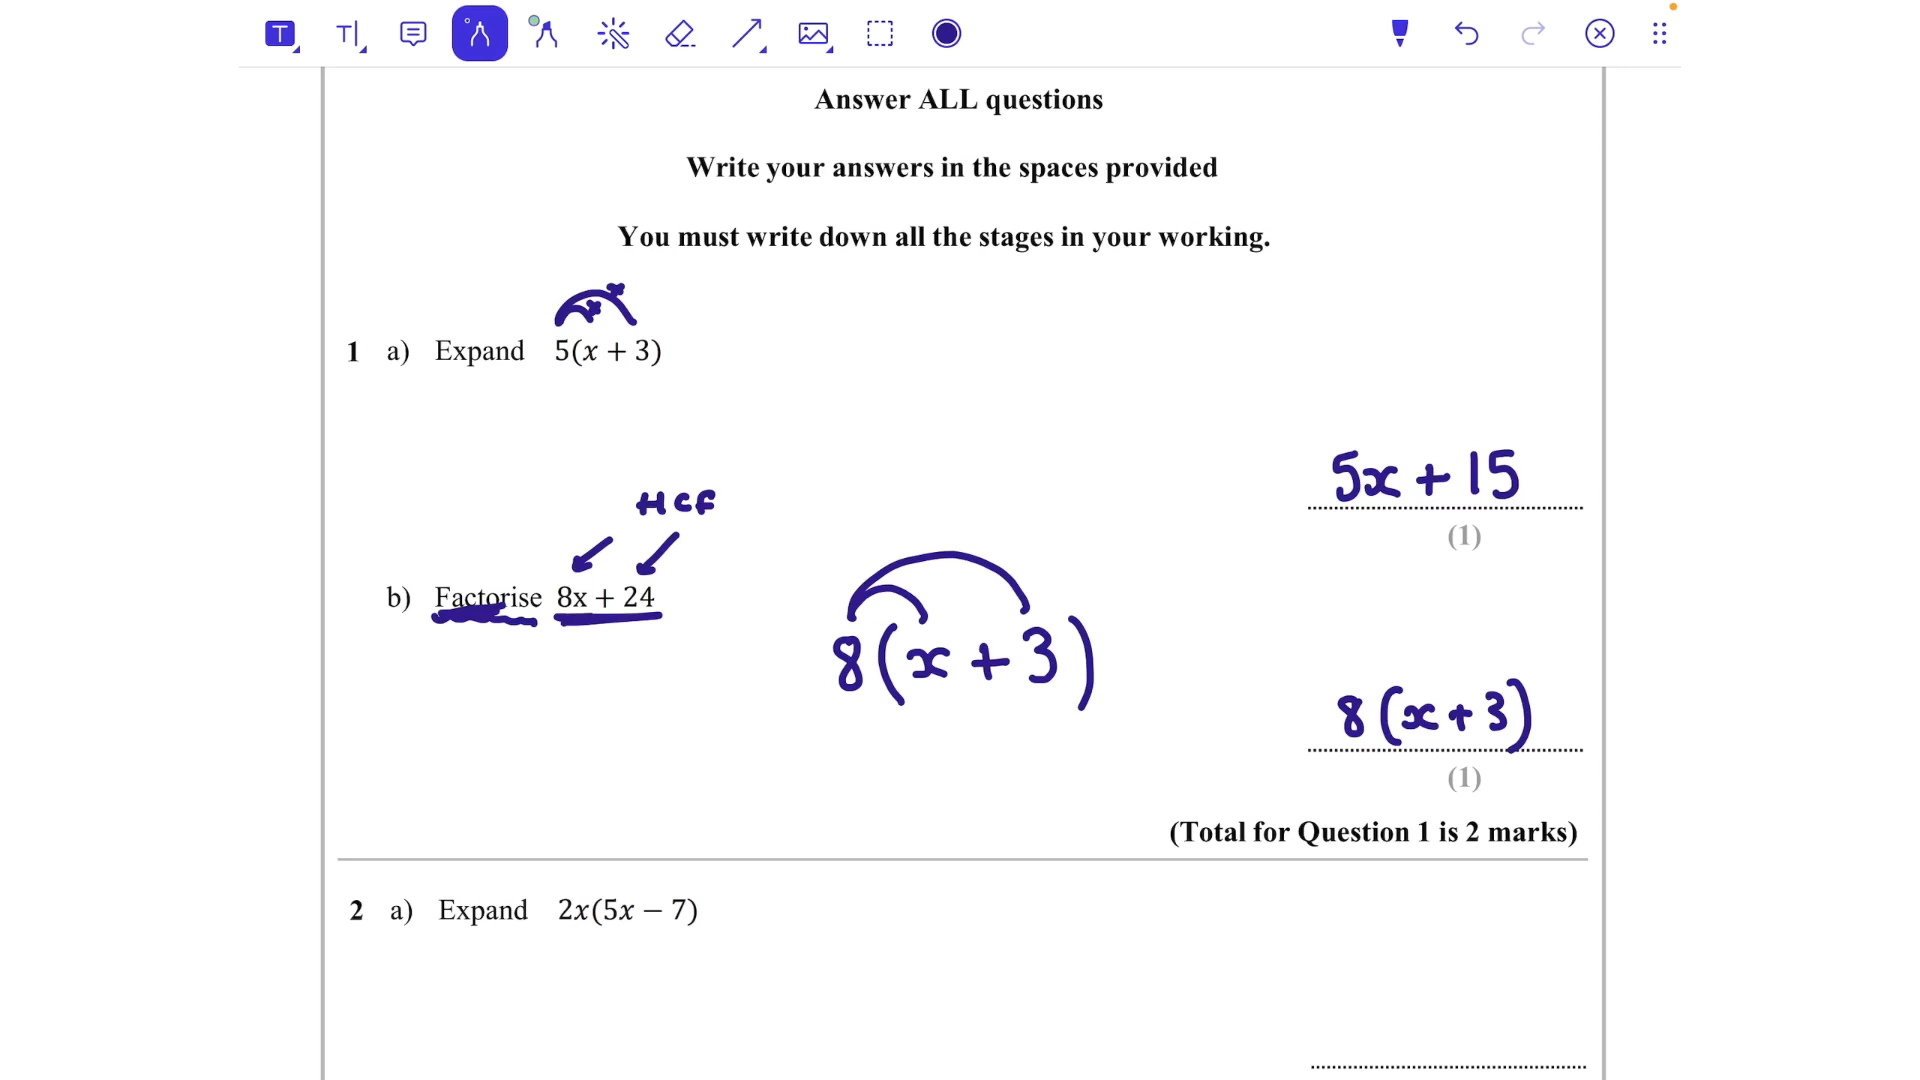 Answer ALL questions
Write your answers in the spaces provided
You must write down all the stages in your working.
1 a) Expand 5(x + 3)
5x + 15
(1)
HCF
b) Factorise 8x + 24
8(x + 3)
8(x + 3)
(1)
(Total for Question 1 is 2 marks)
2 a) Expand 2x(5x − 7)